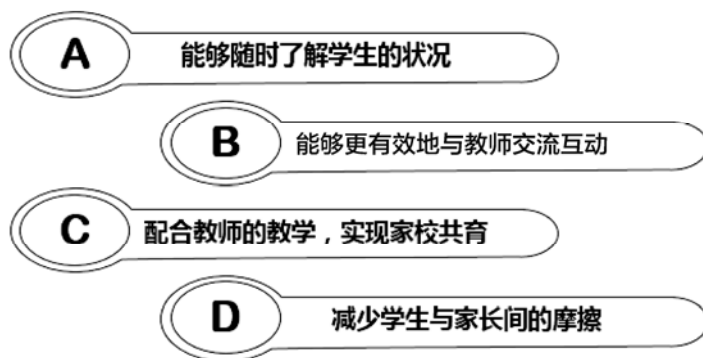 A 能够随时了解学生的状况
B 能够更有效地与教师交流互动
C 配合教师的教学，实现家校共育
D 减少学生与家长间的摩擦